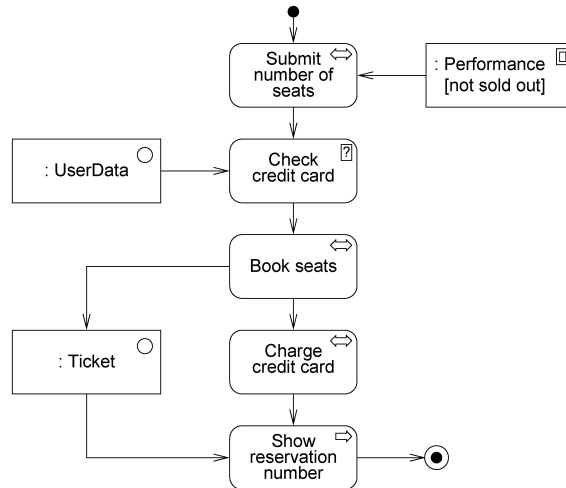 Submit
number of
seats
: Performance
[not sold out]
: UserData
Check
credit card
?
Book seats
: Ticket
Charge
credit card
Show
reservation
number